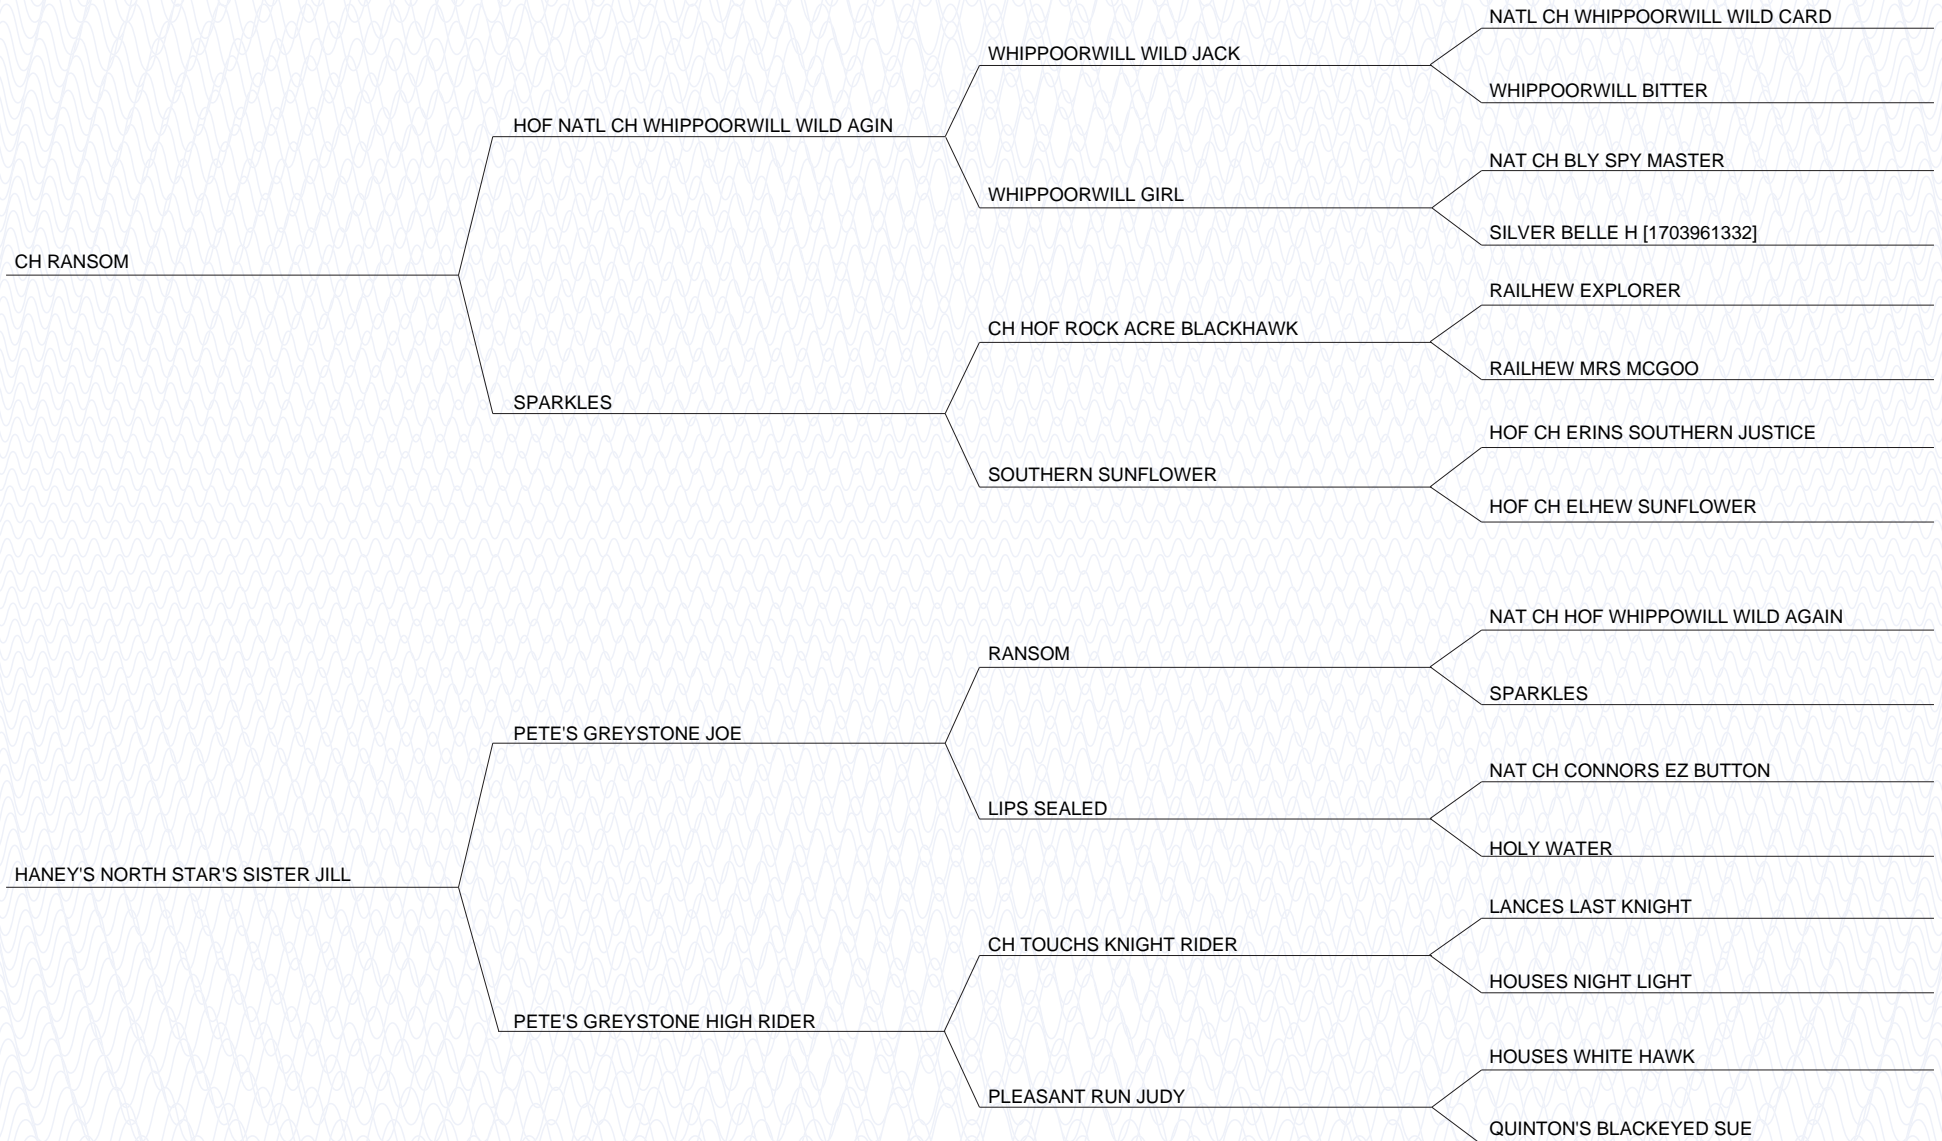 NATL CH WHIPPOORWILL WILD CARD
WHIPPOORWILL WILD JACK
WHIPPOORWILL BITTER
HOF NATL CH WHIPPOORWILL WILD AGIN
NAT CH BLY SPY MASTER
WHIPPOORWILL GIRL
SILVER BELLE H [1703961332]
CH RANSOM
RAILHEW EXPLORER
CH HOF ROCK ACRE BLACKHAWK
RAILHEW MRS MCGOO
SPARKLES
HOF CH ERINS SOUTHERN JUSTICE
SOUTHERN SUNFLOWER
HOF CH ELHEW SUNFLOWER
NAT CH HOF WHIPPOWILL WILD AGAIN
RANSOM
SPARKLES
PETE'S GREYSTONE JOE
NAT CH CONNORS EZ BUTTON
LIPS SEALED
HOLY WATER
HANEY'S NORTH STAR'S SISTER JILL
LANCES LAST KNIGHT
CH TOUCHS KNIGHT RIDER
HOUSES NIGHT LIGHT
PETE'S GREYSTONE HIGH RIDER
HOUSES WHITE HAWK
PLEASANT RUN JUDY
QUINTON'S BLACKEYED SUE